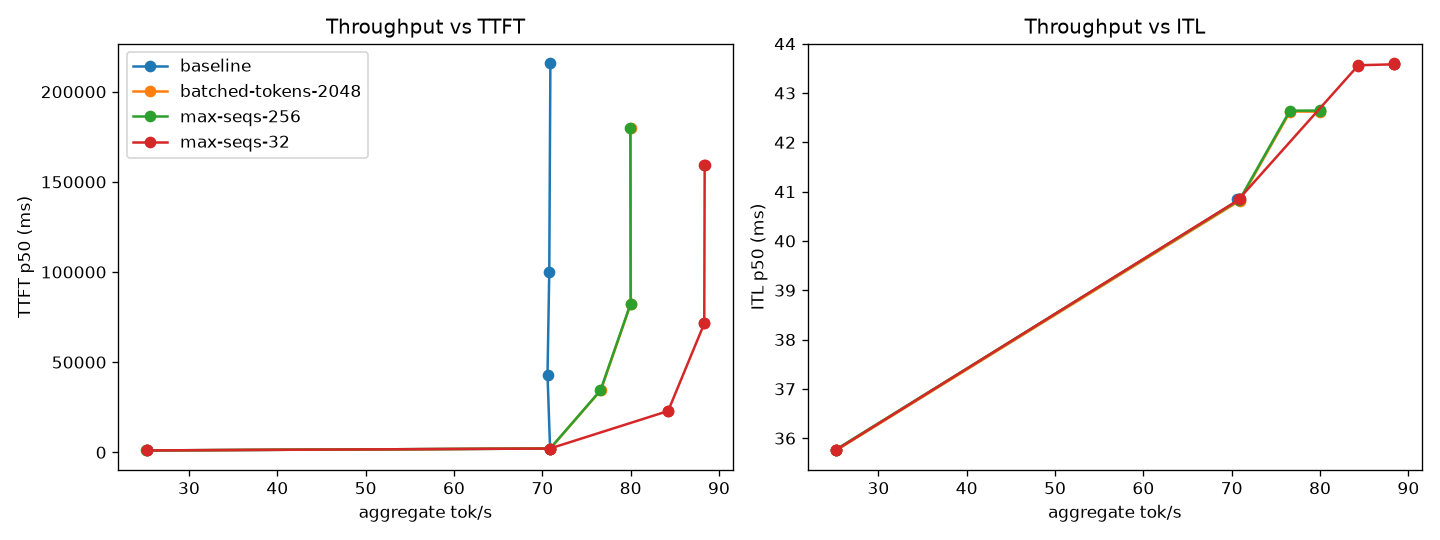 Throughput vs TTFT
baseline
batched-tokens-2048
max-seqs-256
max-seqs-32
200000
150000
100000
50000
0
TTFT p50 (ms)
30 40 50 60 70 80 90
aggregate tok/s
Throughput vs ITL
44
43
42
41
40
39
38
37
36
ITL p50 (ms)
30 40 50 60 70 80 90
aggregate tok/s